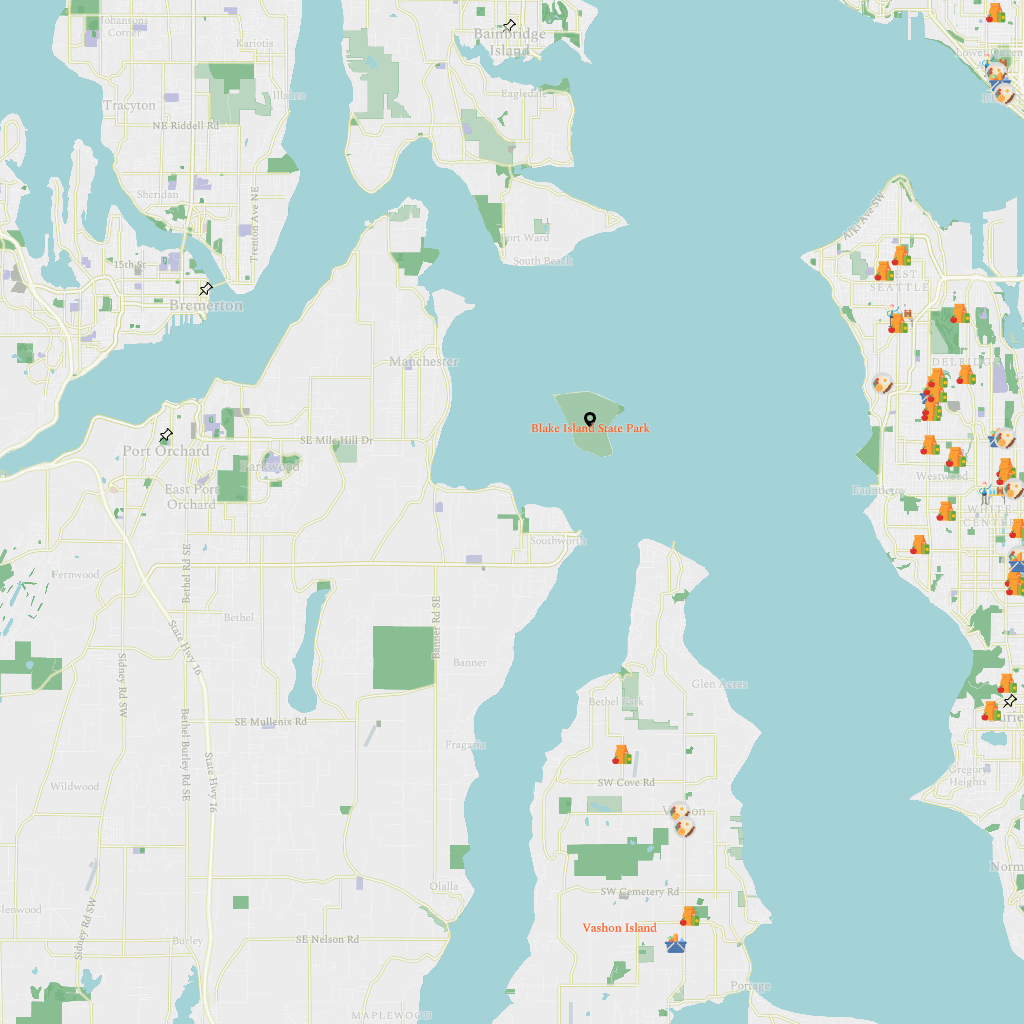 Johansons
Corner
Kariotis
Bainbridge
Island
Eagledale
Illahee
Tracyton
NE Riddell Rd
Sheridan
Trenton Ave NE
Port Ward
South Beach
15th St
Bremerton
Alki Ave SW
WEST
SEATTLE
Manchester
DELRIDGE
Blake Island State Park
SE Mile Hill Dr
Port Orchard
Parkwood
East Port
Orchard
Westwood
WHITE
CENTER
Southworth
Fernwood
Bethel Rd SE
Bethel
Banner Rd SE
State Hwy 16
Banner
Sidney Rd SW
Glen Acres
Bethel Park
Bethel Burley Rd SE
SE Mullenix Rd
Fragaria
State Hwy 16
Gregory
Heights
Wildwood
SW Cove Rd
Vashon
Olalla
SW Cemetery Rd
Glenwood
Sidney Rd SW
Burley
SE Nelson Rd
Vashon Island
Portage
MAPLEWOOD